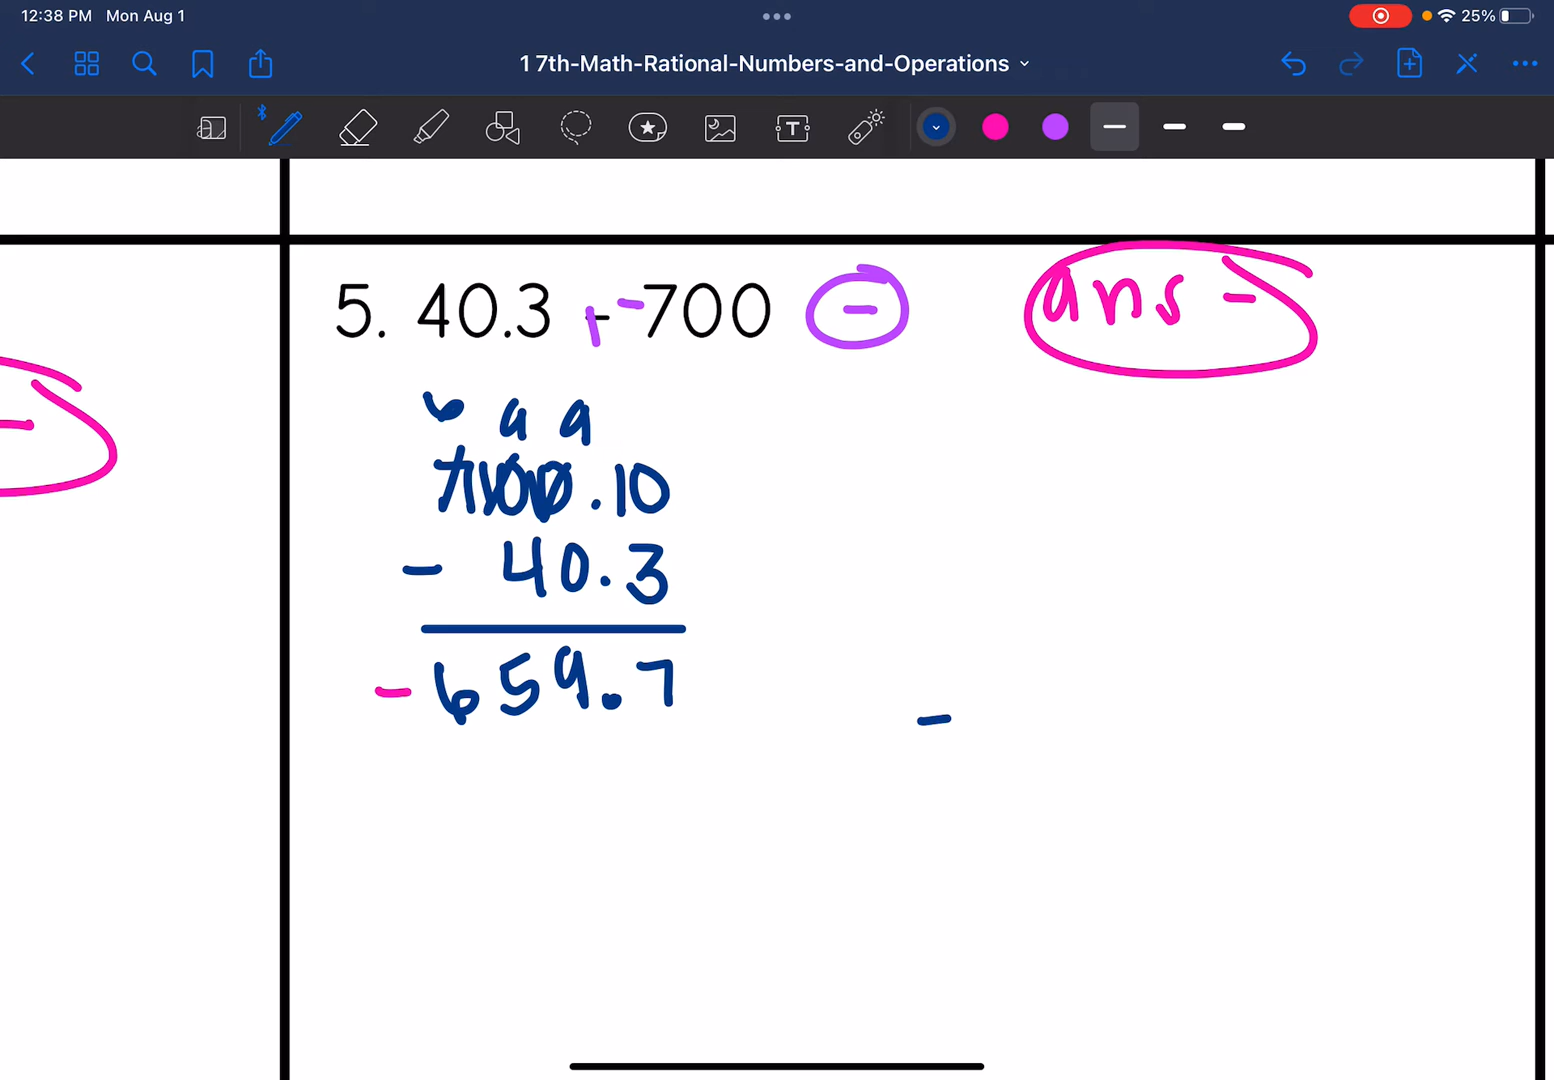 12:38 PM Mon Aug 1
25%
1 7th-Math-Rational-Numbers-and-Operations
T
5. 40.3 + -700 - ans -
6 9 9
700.10
- 40.3
- 659.7
-
-